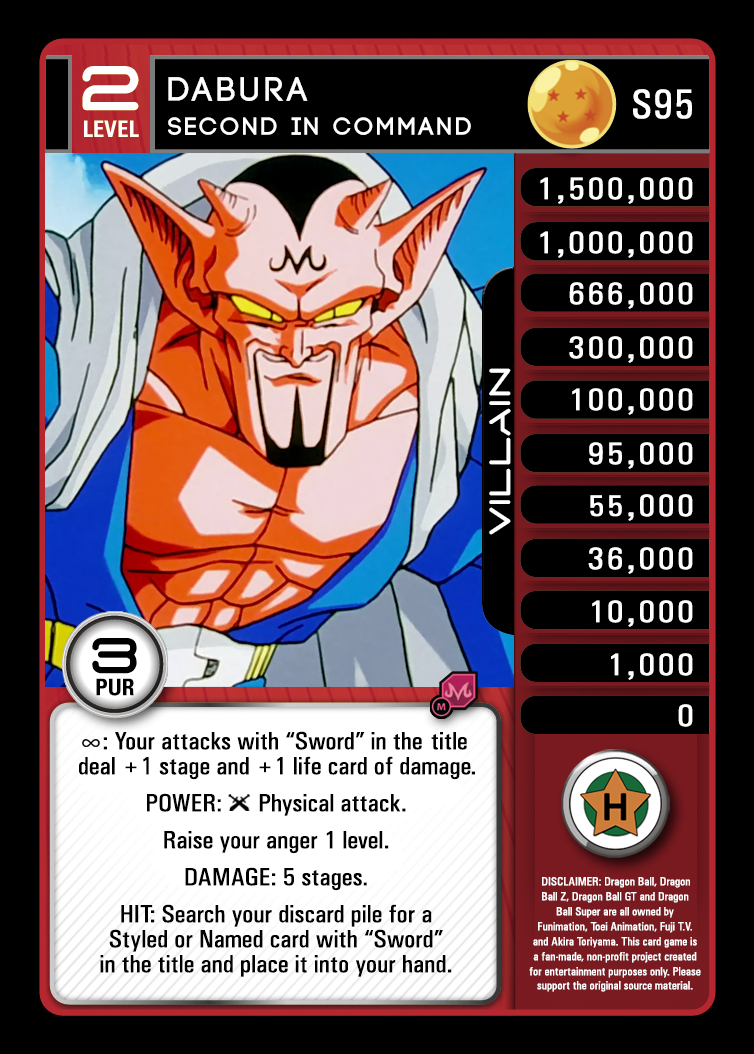 2
LEVEL
DABURA
SECOND IN COMMAND
S95
1,500,000
1,000,000
666,000
300,000
100,000
95,000
55,000
36,000
10,000
1,000
0
VILLAIN
M
3
PUR
M
M
∞: Your attacks with “Sword” in the title
deal +1 stage and +1 life card of damage.
POWER: Physical attack.
Raise your anger 1 level.
DAMAGE: 5 stages.
HIT: Search your discard pile for a
Styled or Named card with “Sword”
in the title and place it into your hand.
H
DISCLAIMER: Dragon Ball, Dragon
Ball Z, Dragon Ball GT and Dragon
Ball Super are all owned by
Funimation, Toei Animation, Fuji T.V.
and Akira Toriyama. This card game is
a fan-made, non-profit project created
for entertainment purposes only. Please
support the original source material.